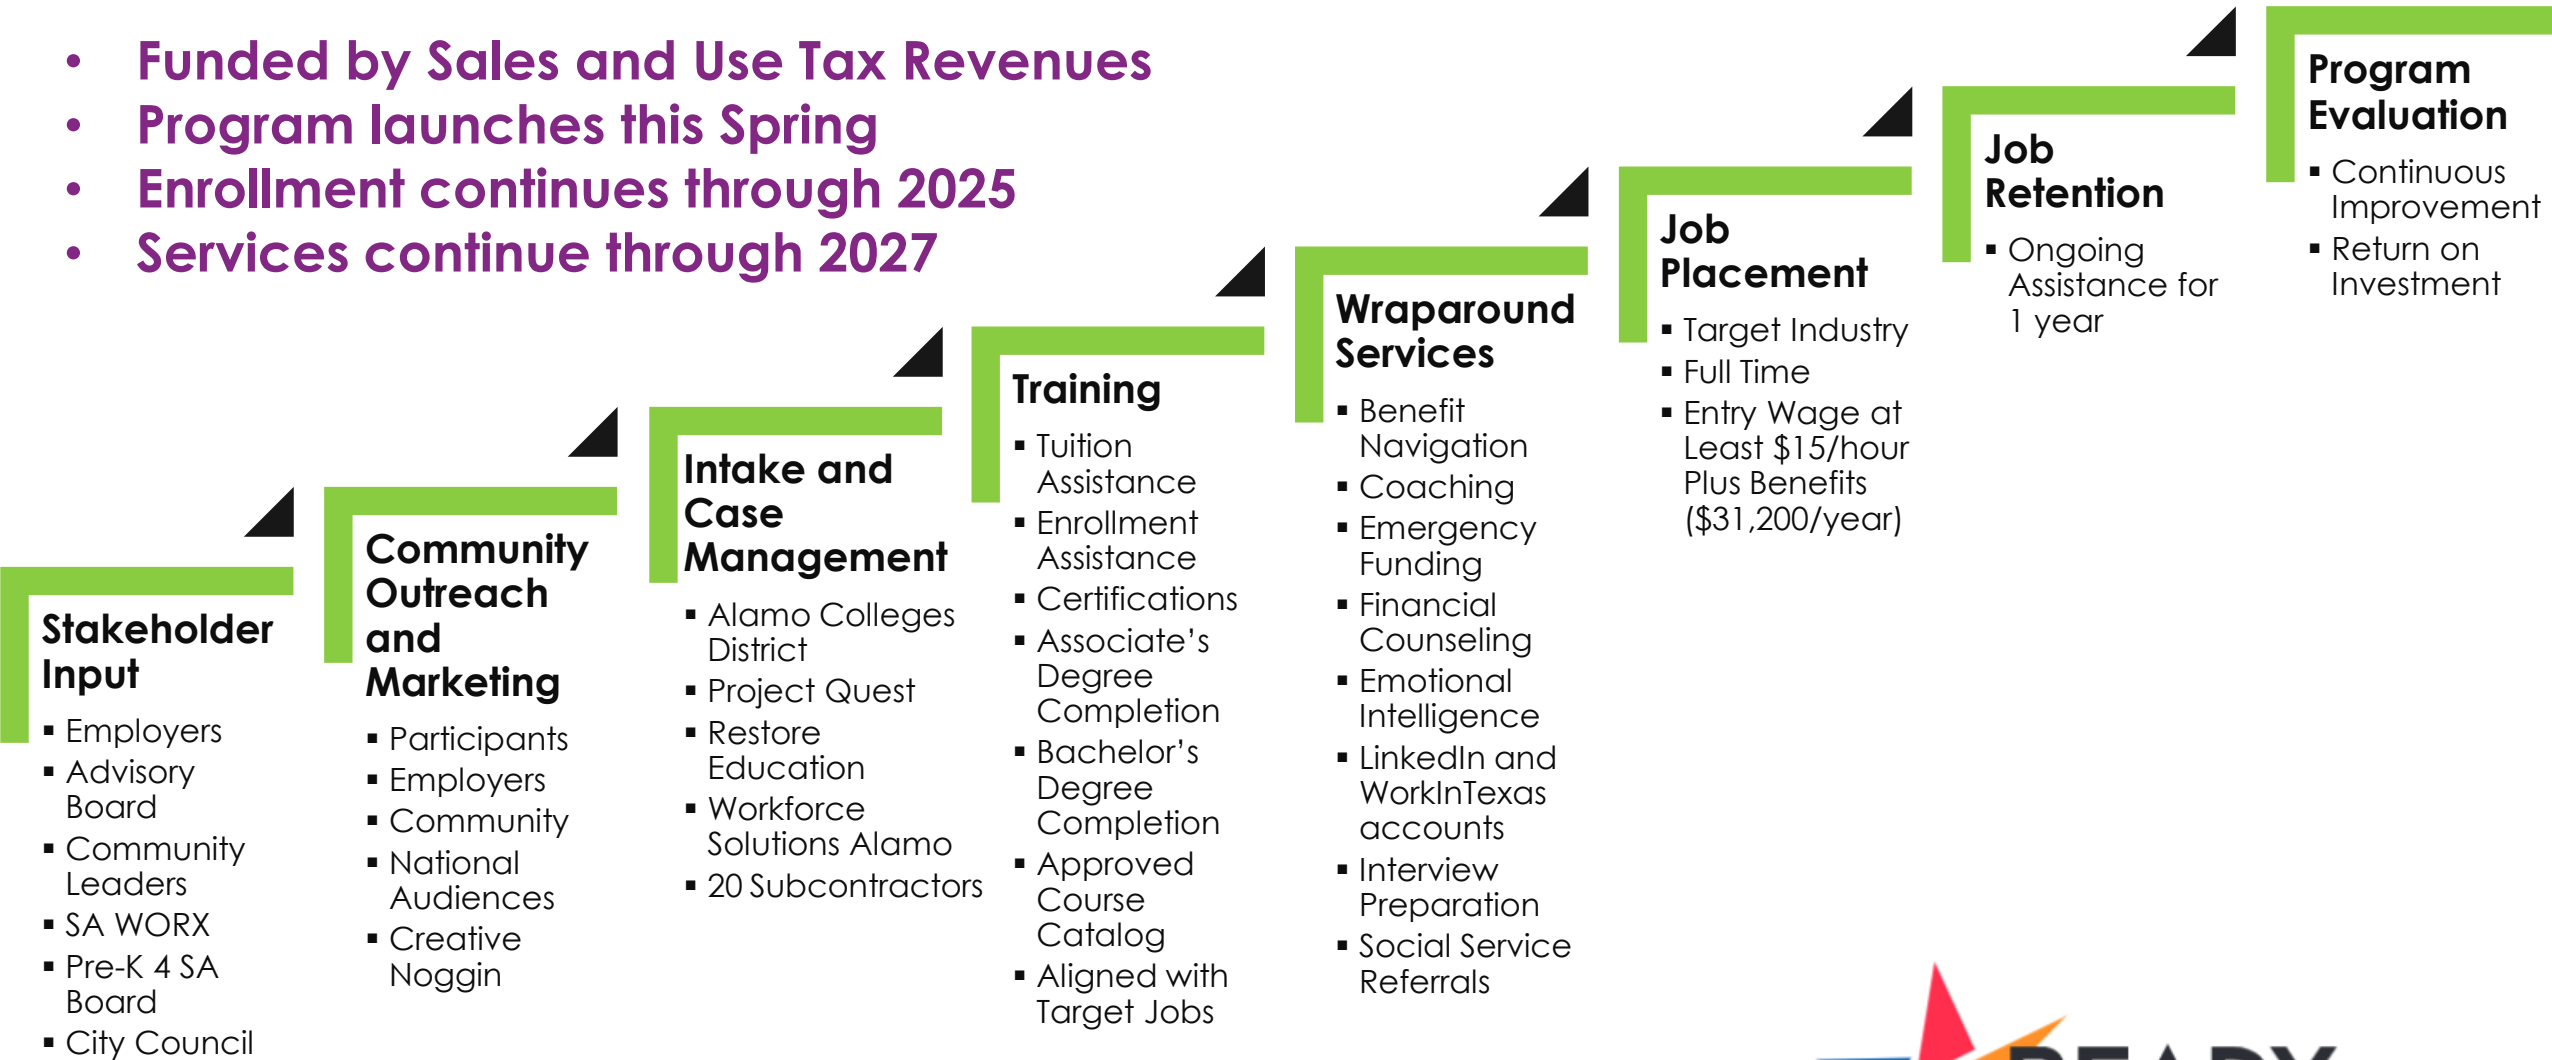 • Funded by Sales and Use Tax Revenues
• Program launches this Spring
• Enrollment continues through 2025
• Services continue through 2027
Stakeholder
Input
▪ Employers
▪ Advisory
Board
▪ Community
Leaders
▪ SA WORX
▪ Pre-K 4 SA
Board
▪ City Council
Community
Outreach
and
Marketing
▪ Participants
▪ Employers
▪ Community
▪ National
Audiences
▪ Creative
Noggin
Intake and
Case
Management
▪ Alamo Colleges
District
▪ Project Quest
▪ Restore
Education
▪ Workforce
Solutions Alamo
▪ 20 Subcontractors
Training
▪ Tuition
Assistance
▪ Enrollment
Assistance
▪ Certifications
▪ Associate’s
Degree
Completion
▪ Bachelor’s
Degree
Completion
▪ Approved
Course
Catalog
▪ Aligned with
Target Jobs
Wraparound
Services
▪ Benefit
Navigation
▪ Coaching
▪ Emergency
Funding
▪ Financial
Counseling
▪ Emotional
Intelligence
▪ LinkedIn and
WorkInTexas
accounts
▪ Interview
Preparation
▪ Social Service
Referrals
Job
Placement
▪ Target Industry
▪ Full Time
▪ Entry Wage at
Least $15/hour
Plus Benefits
($31,200/year)
Job
Retention
▪ Ongoing
Assistance for
1 year
Program
Evaluation
▪ Continuous
Improvement
▪ Return on
Investment
READY